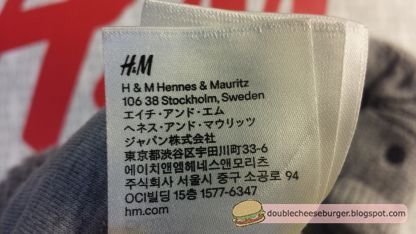 H&M
H & M Hennes & Mauritz
106 38 Stockholm, Sweden
エイチ・アンド・エム
ヘネス・アンド・マウリッツ
ジャパン株式会社
東京都渋谷区宇田川町33-6
에이치앤엠헤네스앤모리츠
주식회사 서울시 중구 소공로 94
OCI빌딩 15층 1577-6347
hm.com
doublecheeseburger.blogspot.com